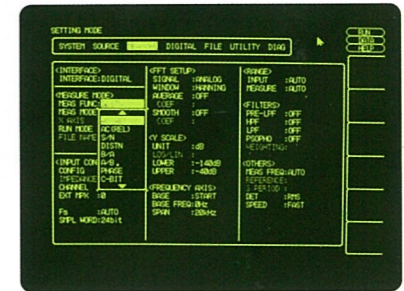 SETTING MODE
RUN
DATA
HELP
SYSTEM SOURCE DIGITAL FILE UTILITY DIAG
<INTERFACE>
INTERFACE:DIGITAL
<MEASURE MODE>
MEAS FUNC:
MEAS MODE
X AXIS
RUN MODE
FILE NAME
AC(REL)
S/N
DISTN
B/A
A/B
PHASE
C-BIT
<INPUT CON
CONFIG
IMPEDANCE
CHANNEL
EXT MPX :0
Fs :AUTO
SMPL WORD:24bit
<FFT SETUP>
SIGNAL :ANALOG
WINDOW :HANNING
AVERAGE :OFF
COEF :
SMOOTH :OFF
COEF :
<Y SCALE>
UNIT :dB
LOG/LIN :
LOWER :-140dB
UPPER :-40dB
<FREQUENCY AXIS>
BASE :START
BASE FREQ:0Hz
SPAN :20kHz
<RANGE>
INPUT :AUTO
MEASURE :AUTO
<FILTERS>
PRE-LPF :OFF
HPF :OFF
LPF :OFF
PSOPHO :OFF
WEIGHTING:
<OTHERS>
MEAS FREQ:AUTO
REFERENCE:
1 PERIOD :
DET :RMS
SPEED :FAST